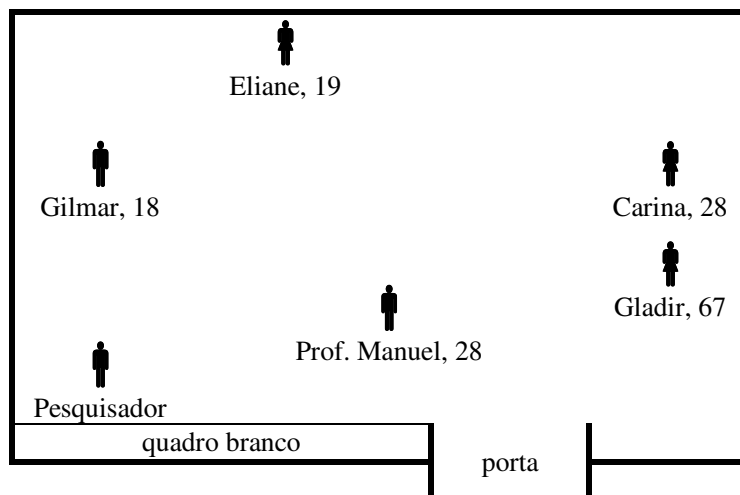 Eliane, 19
Gilmar, 18
Carina, 28
Gladir, 67
Prof. Manuel, 28
Pesquisador
quadro branco
porta